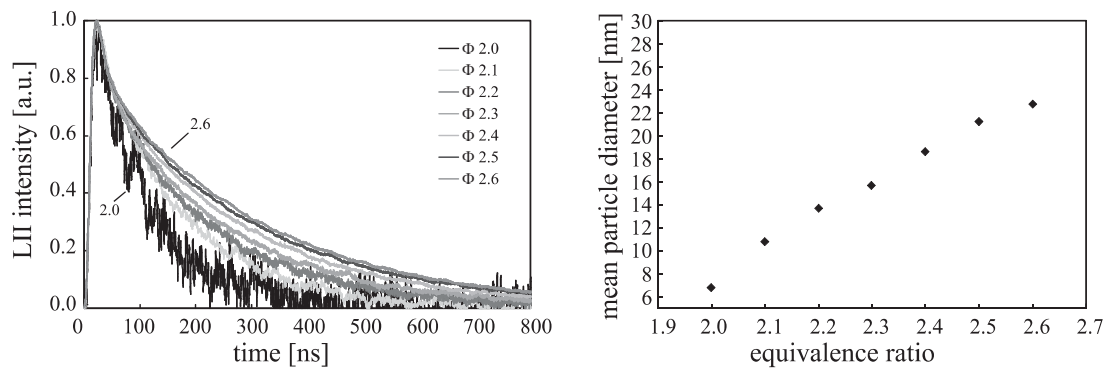 LII intensity [a.u.]
1.0
0.8
0.6
0.4
0.2
0.0
0 100 200 300 400 500 600 700 800
time [ns]
2.6
2.0
Φ 2.0
Φ 2.1
Φ 2.2
Φ 2.3
Φ 2.4
Φ 2.5
Φ 2.6
mean particle diameter [nm]
30
28
26
24
22
20
18
16
14
12
10
8
6
1.9 2.0 2.1 2.2 2.3 2.4 2.5 2.6 2.7
equivalence ratio